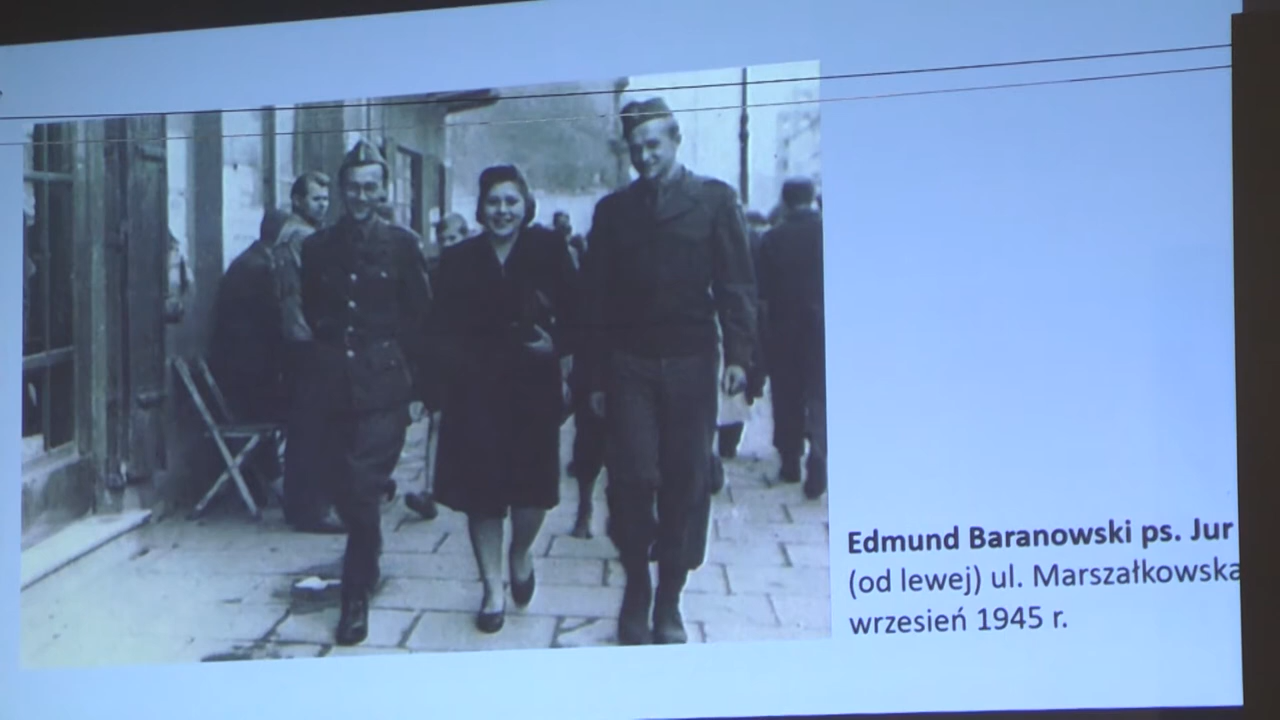 Edmund Baranowski ps. Jur
(od lewej) ul. Marszałkowska
wrzesień 1945 r.